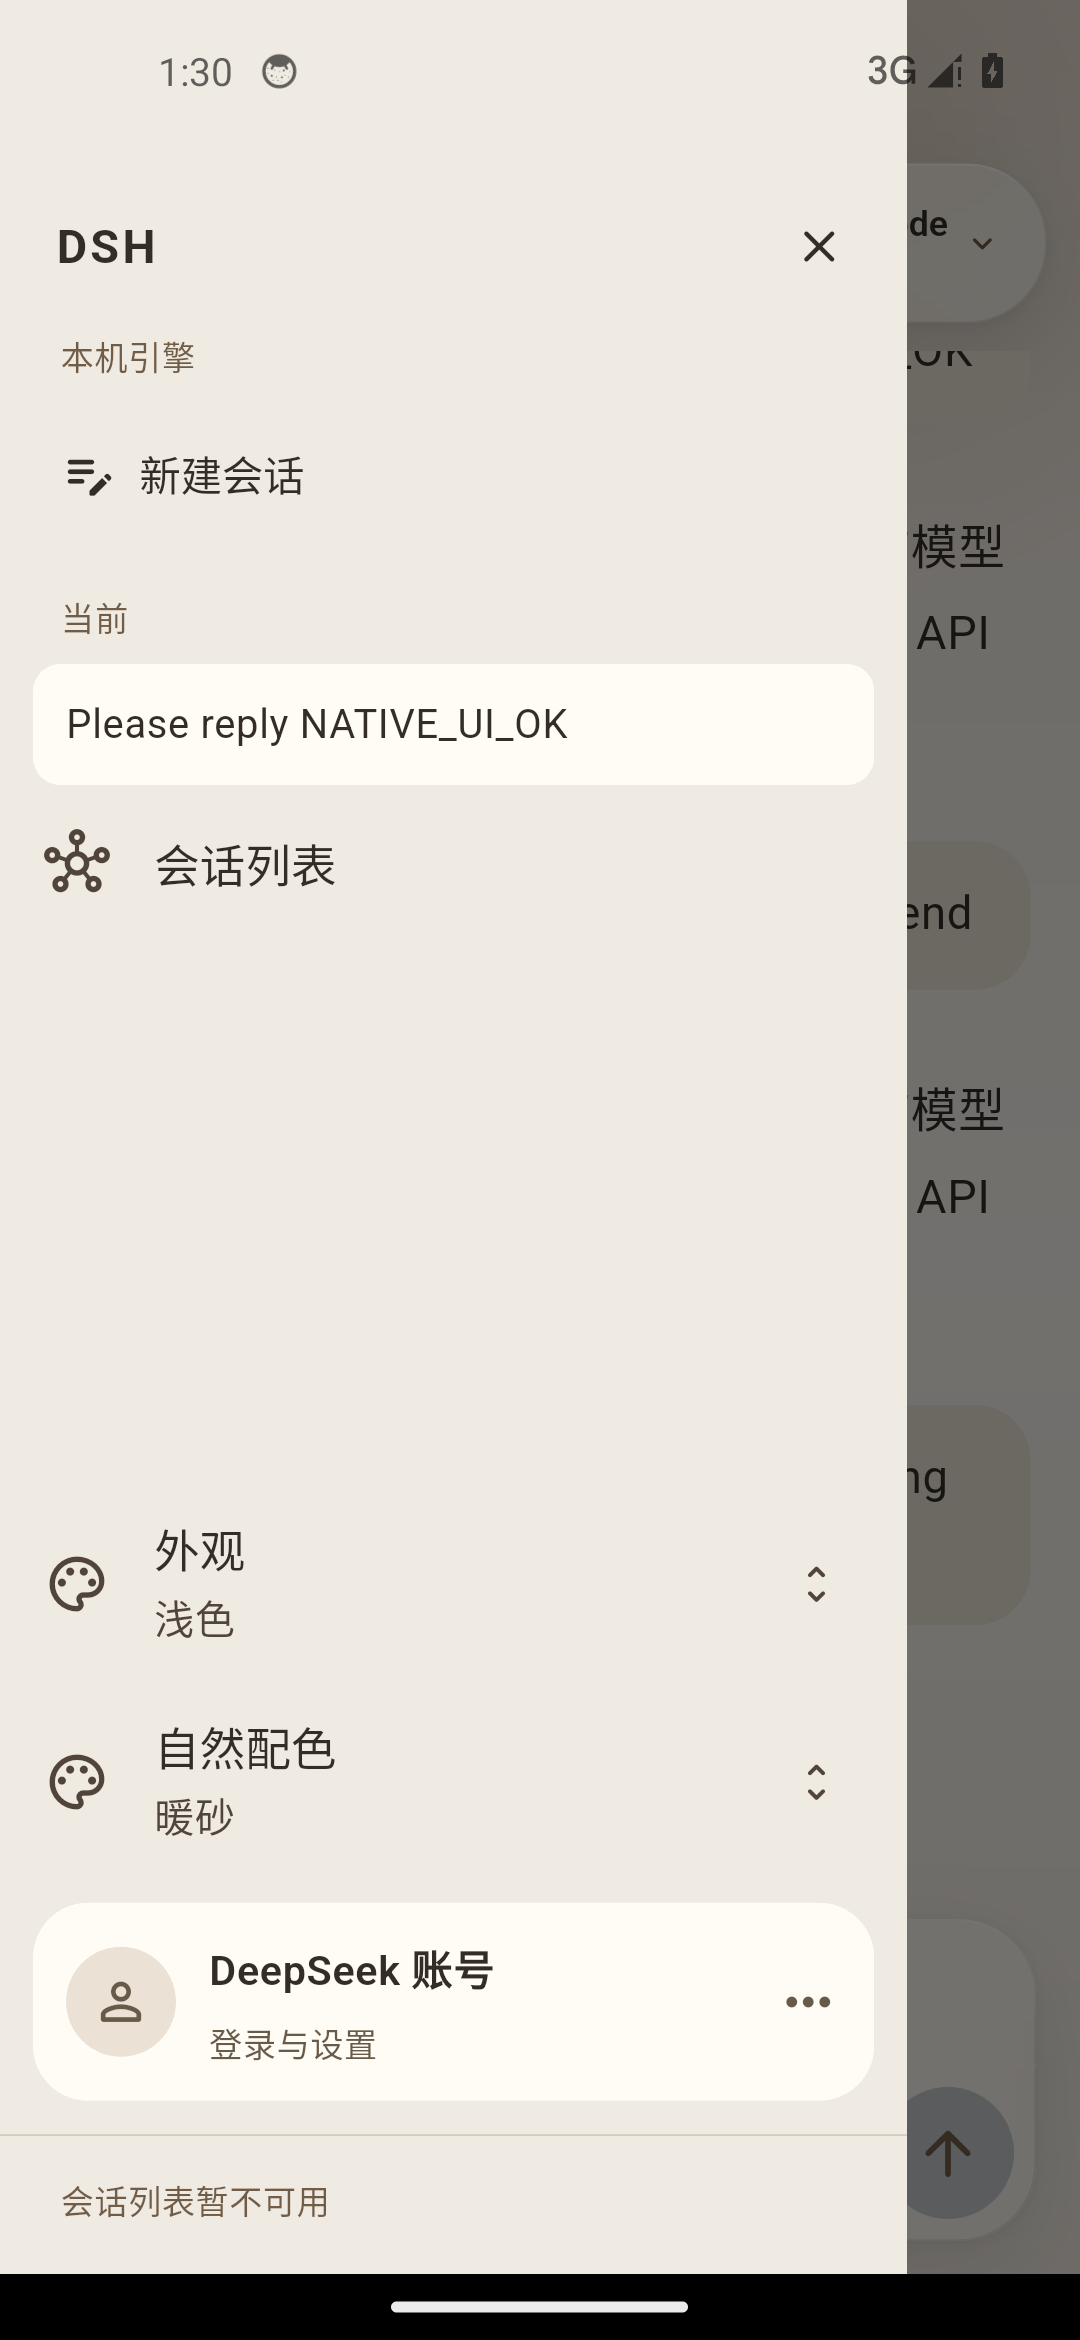 1:30
3G
DSH
de
本机引擎
_OK
新建会话
模型
当前
API
Please reply NATIVE_UI_OK
会话列表
end
模型
API
ng
外观
浅色
自然配色
暖砂
DeepSeek 账号
登录与设置
会话列表暂不可用